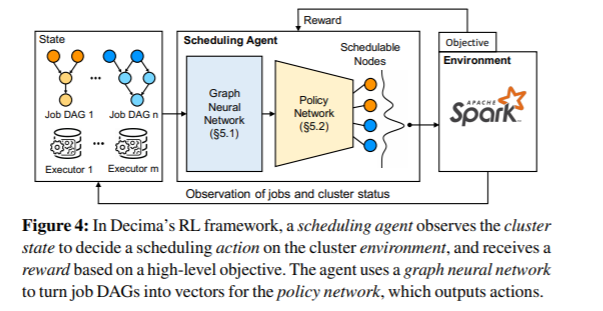 Reward
State
Scheduling Agent
Schedulable
Nodes
Objective
Environment
Job DAG 1
...
Job DAG n
Graph
Neural
Network
(§5.1)
Policy
Network
(§5.2)
APACHE
Spark
Executor 1
...
Executor m
Observation of jobs and cluster status
Figure 4: In Decima's RL framework, a scheduling agent observes the cluster
state to decide a scheduling action on the cluster environment, and receives a
reward based on a high-level objective. The agent uses a graph neural network
to turn job DAGs into vectors for the policy network, which outputs actions.